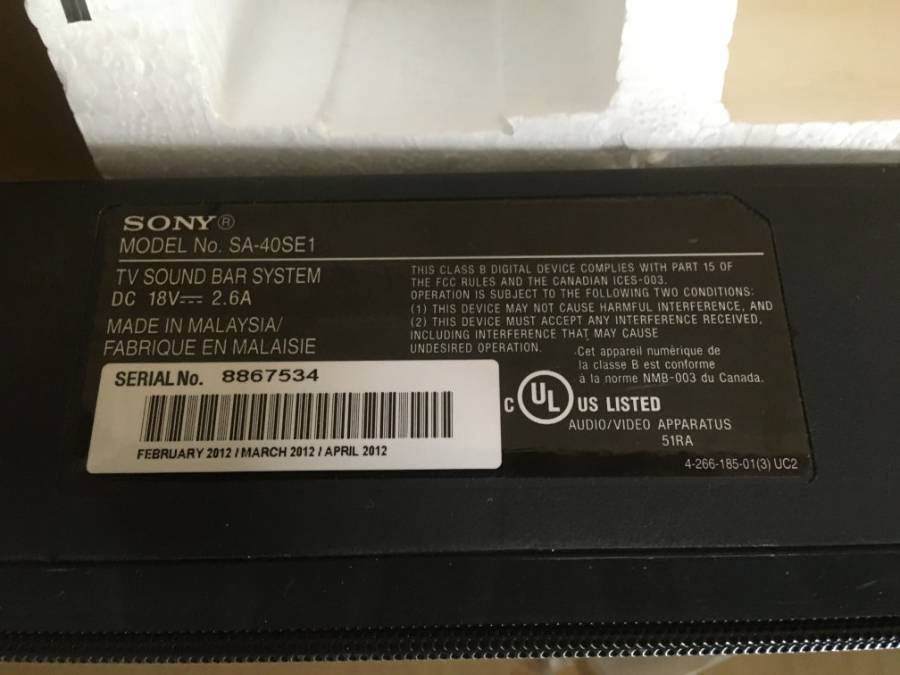 SONY®
MODEL No. SA-40SE1
TV SOUND BAR SYSTEM
DC 18V⎓ 2.6A
MADE IN MALAYSIA/
FABRIQUE EN MALAISIE
THIS CLASS B DIGITAL DEVICE COMPLIES WITH PART 15 OF
THE FCC RULES AND THE CANADIAN ICES-003.
OPERATION IS SUBJECT TO THE FOLLOWING TWO CONDITIONS:
(1) THIS DEVICE MAY NOT CAUSE HARMFUL INTERFERENCE, AND
(2) THIS DEVICE MUST ACCEPT ANY INTERFERENCE RECEIVED,
INCLUDING INTERFERENCE THAT MAY CAUSE
UNDESIRED OPERATION.
Cet appareil numérique de
la classe B est conforme
à la norme NMB-003 du Canada.
SERIAL No. 8867534
FEBRUARY 2012 / MARCH 2012 / APRIL 2012
C UL US LISTED
AUDIO/VIDEO APPARATUS
51RA
4-266-185-01(3) UC2